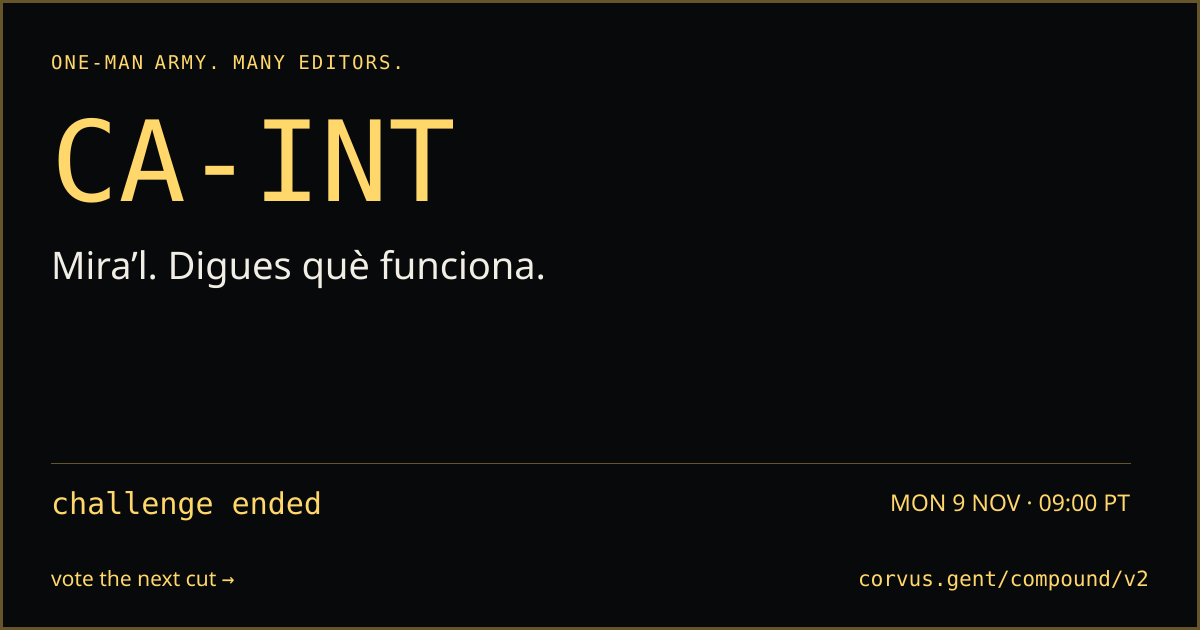 ONE-MAN ARMY. MANY EDITORS.
CA-INT
Mira’l. Digues què funciona.
challenge ended
MON 9 NOV · 09:00 PT
vote the next cut →
corvus.gent/compound/v2